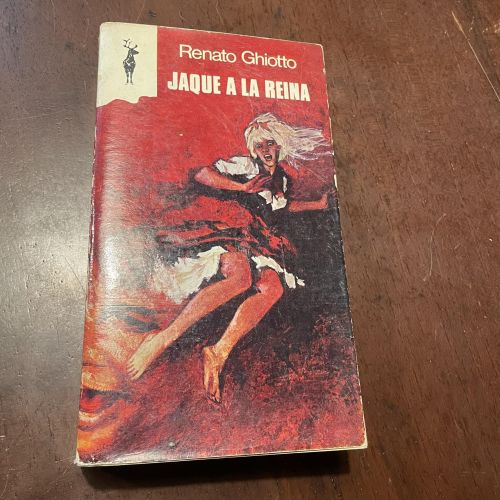 Renato Ghiotto
JAQUE A LA REINA